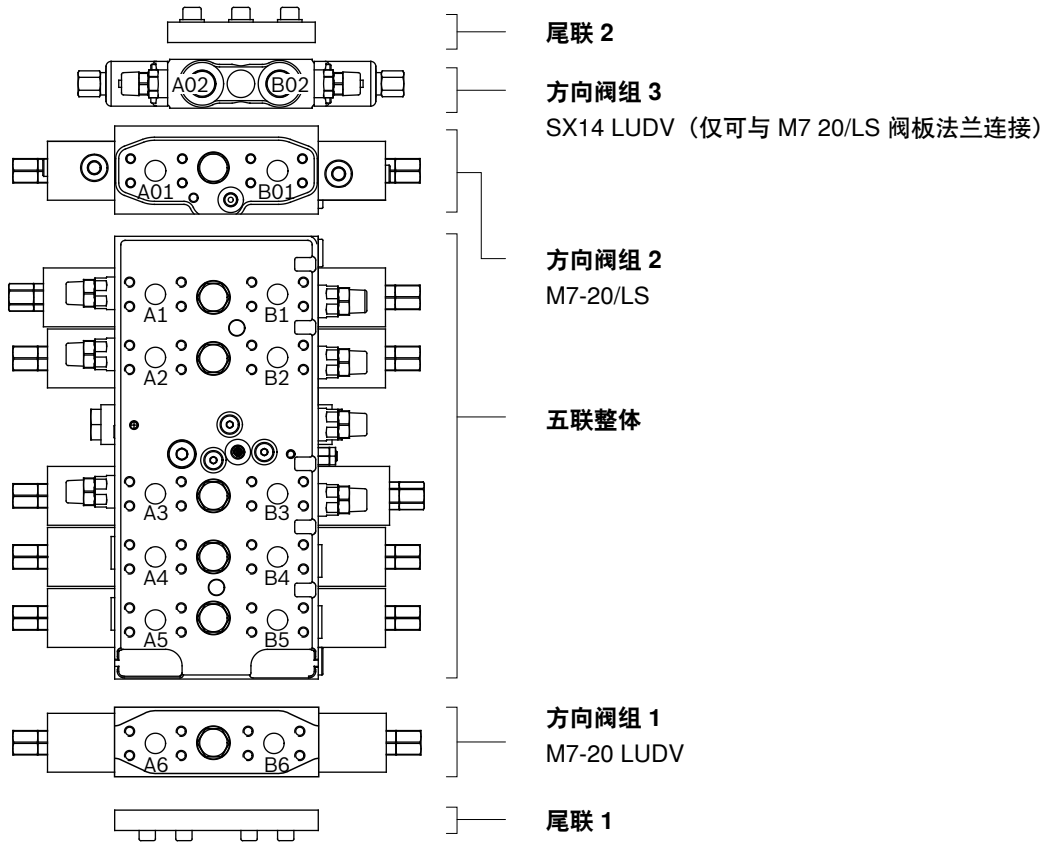 尾联 2
A02 B02
方向阀组 3
SX14 LUDV（仅可与 M7 20/LS 阀板法兰连接）
A01 B01
方向阀组 2
M7-20/LS
A1 B1
A2 B2
五联整体
A3 B3
A4 B4
A5 B5
方向阀组 1
M7-20 LUDV
A6 B6
尾联 1